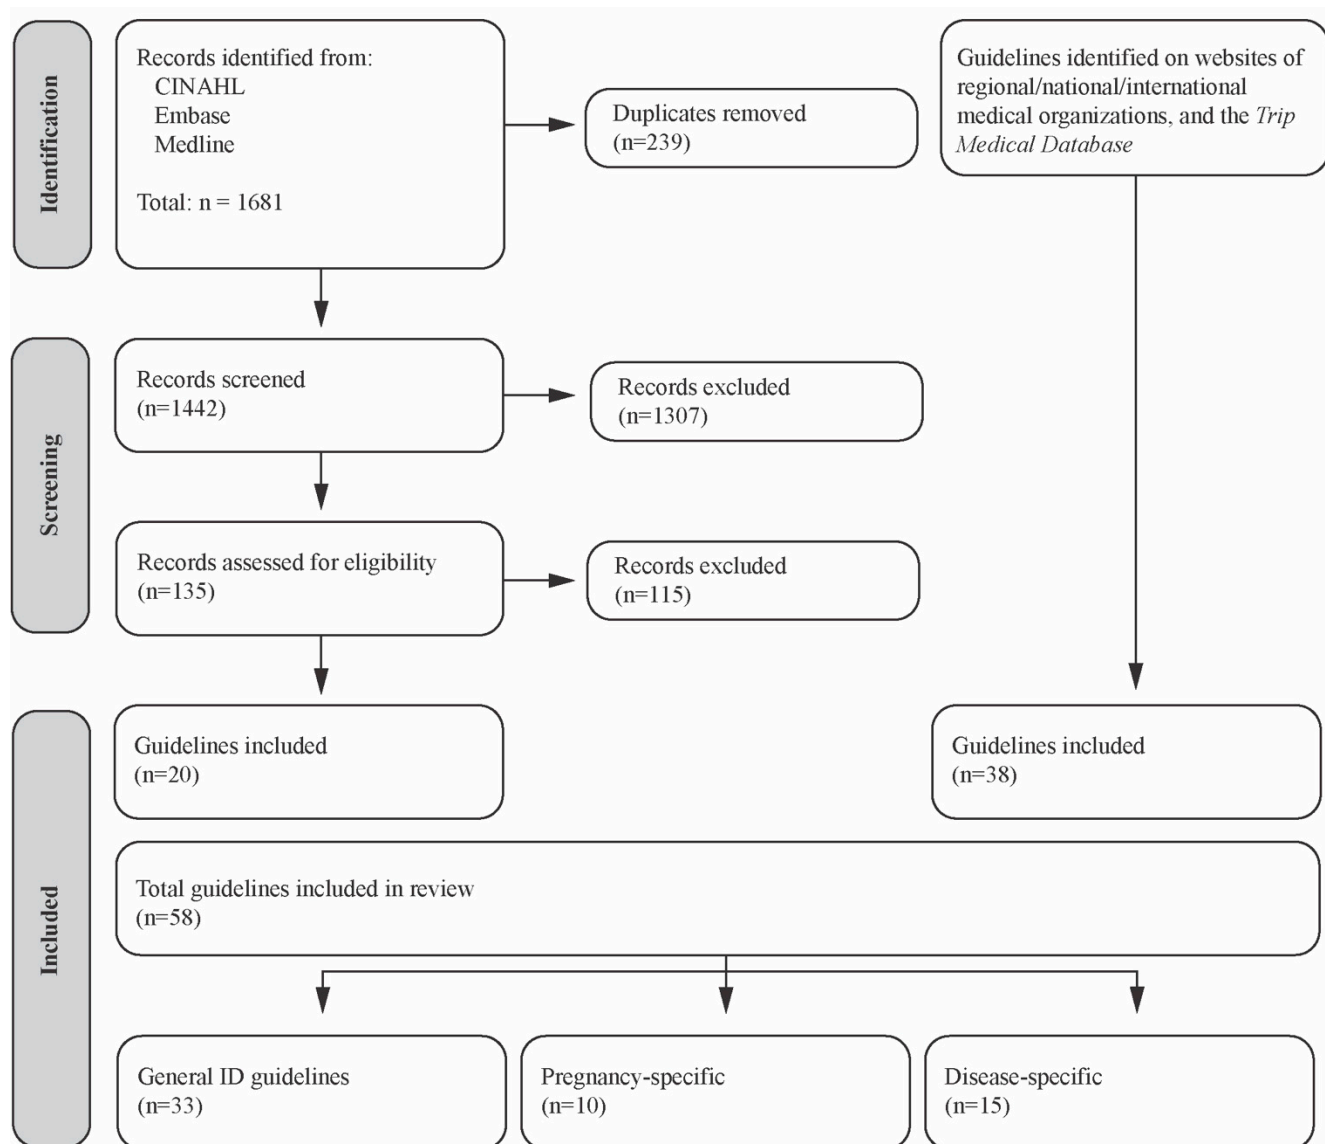 Identification
Records identified from:
CINAHL
Embase
Medline
Total: n = 1681
Duplicates removed
(n=239)
Guidelines identified on websites of
regional/national/international
medical organizations, and the Trip
Medical Database
Screening
Records screened
(n=1442)
Records excluded
(n=1307)
Records assessed for eligibility
(n=135)
Records excluded
(n=115)
Included
Guidelines included
(n=20)
Guidelines included
(n=38)
Total guidelines included in review
(n=58)
General ID guidelines
(n=33)
Pregnancy-specific
(n=10)
Disease-specific
(n=15)